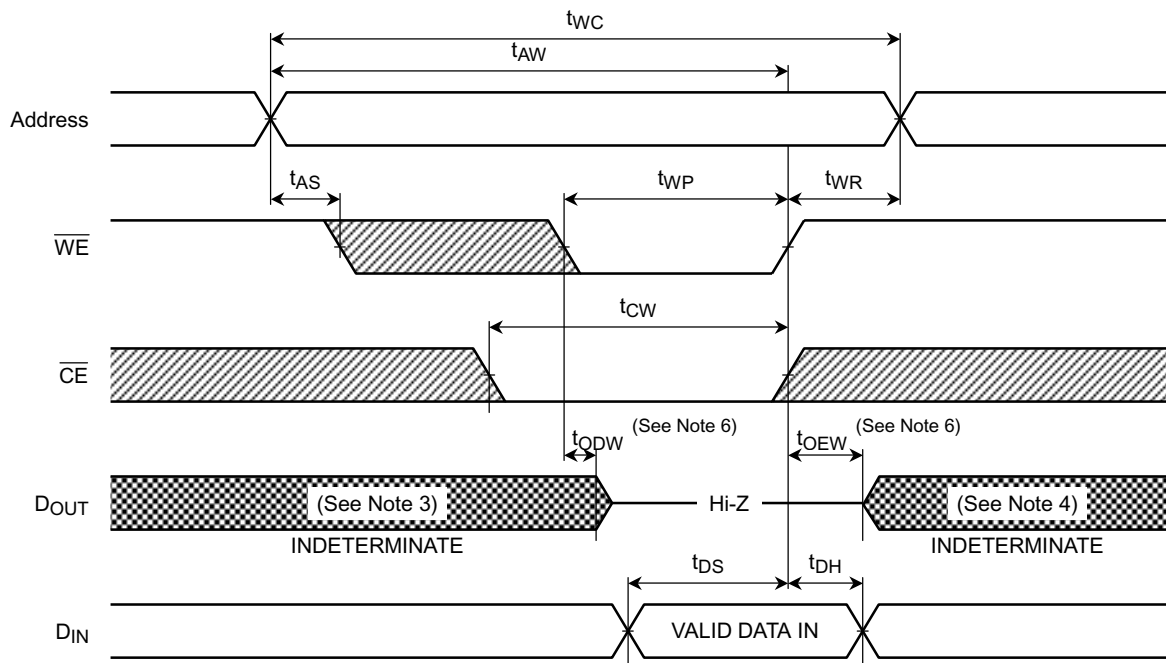 tWC
tAW
Address
tAS
tWP
tWR
WE
tCW
CE
(See Note 6)
(See Note 6)
tODW
tOEW
DOUT
(See Note 3)
Hi-Z
(See Note 4)
INDETERMINATE
INDETERMINATE
tDS
tDH
DIN
VALID DATA IN